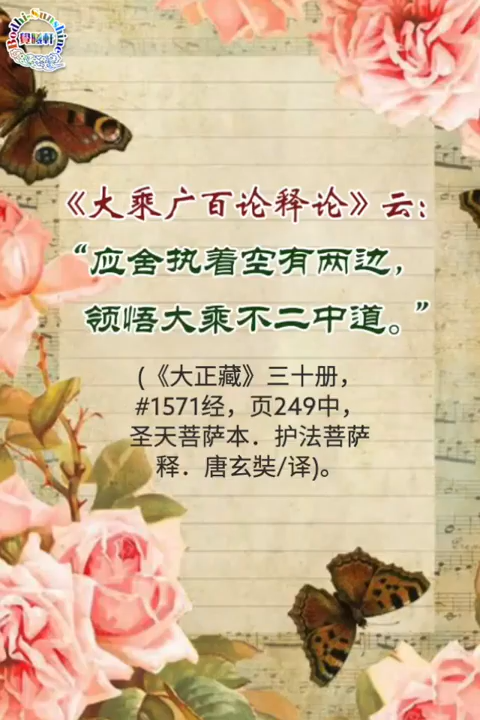 Bodhi-Sunshine
《大乘广百论释论》云：
“应舍执着空有两边，
领悟大乘不二中道。”
(《大正藏》三十册，
#1571经，页249中，
圣天菩萨本．护法菩萨
释．唐玄奘/译)。